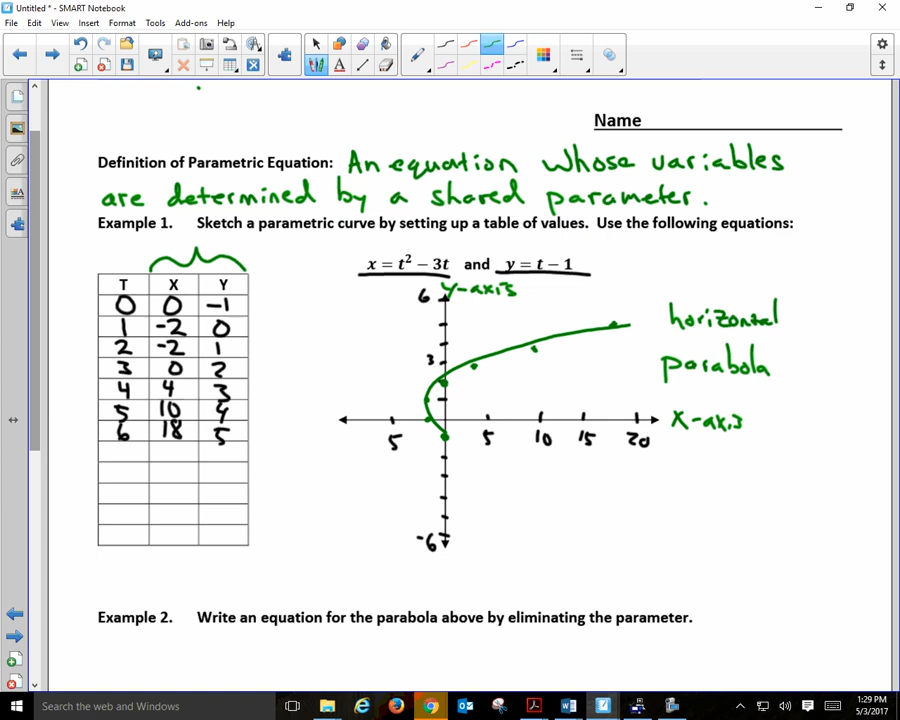 Untitled * - SMART Notebook
File Edit View Insert Format Tools Add-ons Help
Name
Definition of Parametric Equation: An equation whose variables
are determined by a shared parameter.
Example 1. Sketch a parametric curve by setting up a table of values. Use the following equations:
x = t² − 3t and y = t − 1
T X Y
0 0 -1
1 -2 0
2 -2 1
3 0 2
4 4 3
5 10 4
6 18 5
6 y-axis
horizontal
3 parabola
x-axis
5 5 10 15 20
-6
Example 2. Write an equation for the parabola above by eliminating the parameter.
Search the web and Windows
1:29 PM
5/3/2017